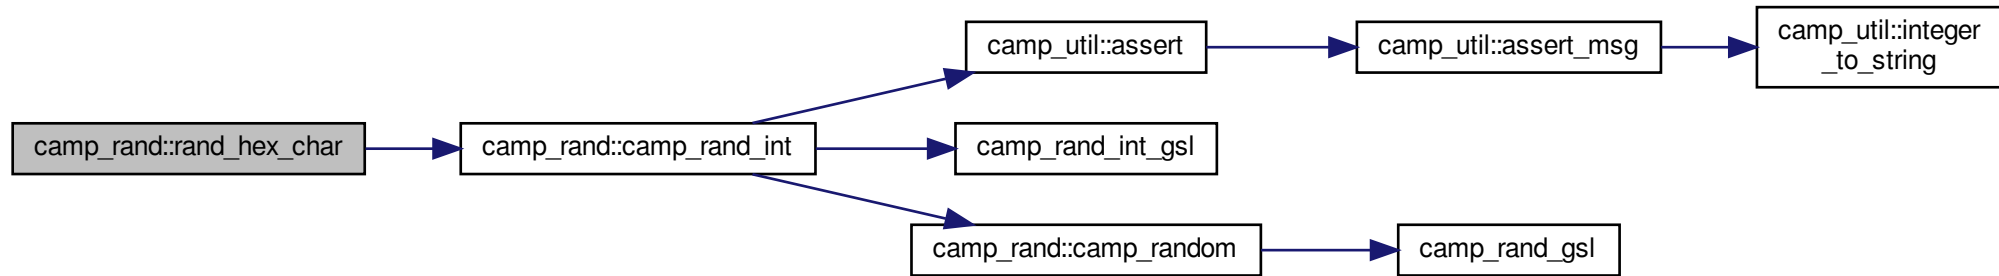 camp_rand::rand_hex_char
camp_rand::camp_rand_int
camp_util::assert
camp_util::assert_msg
camp_util::integer
_to_string
camp_rand_int_gsl
camp_rand::camp_random
camp_rand_gsl